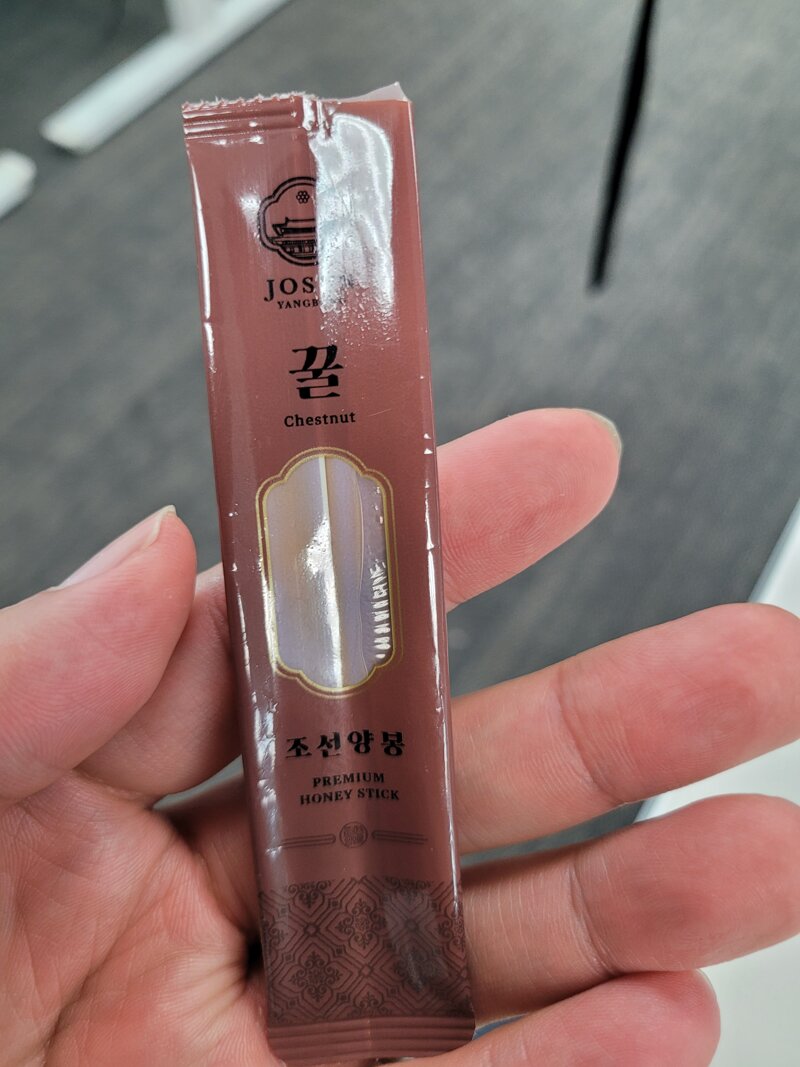 꿀
Chestnut
조선양봉
PREMIUM
HONEY STICK